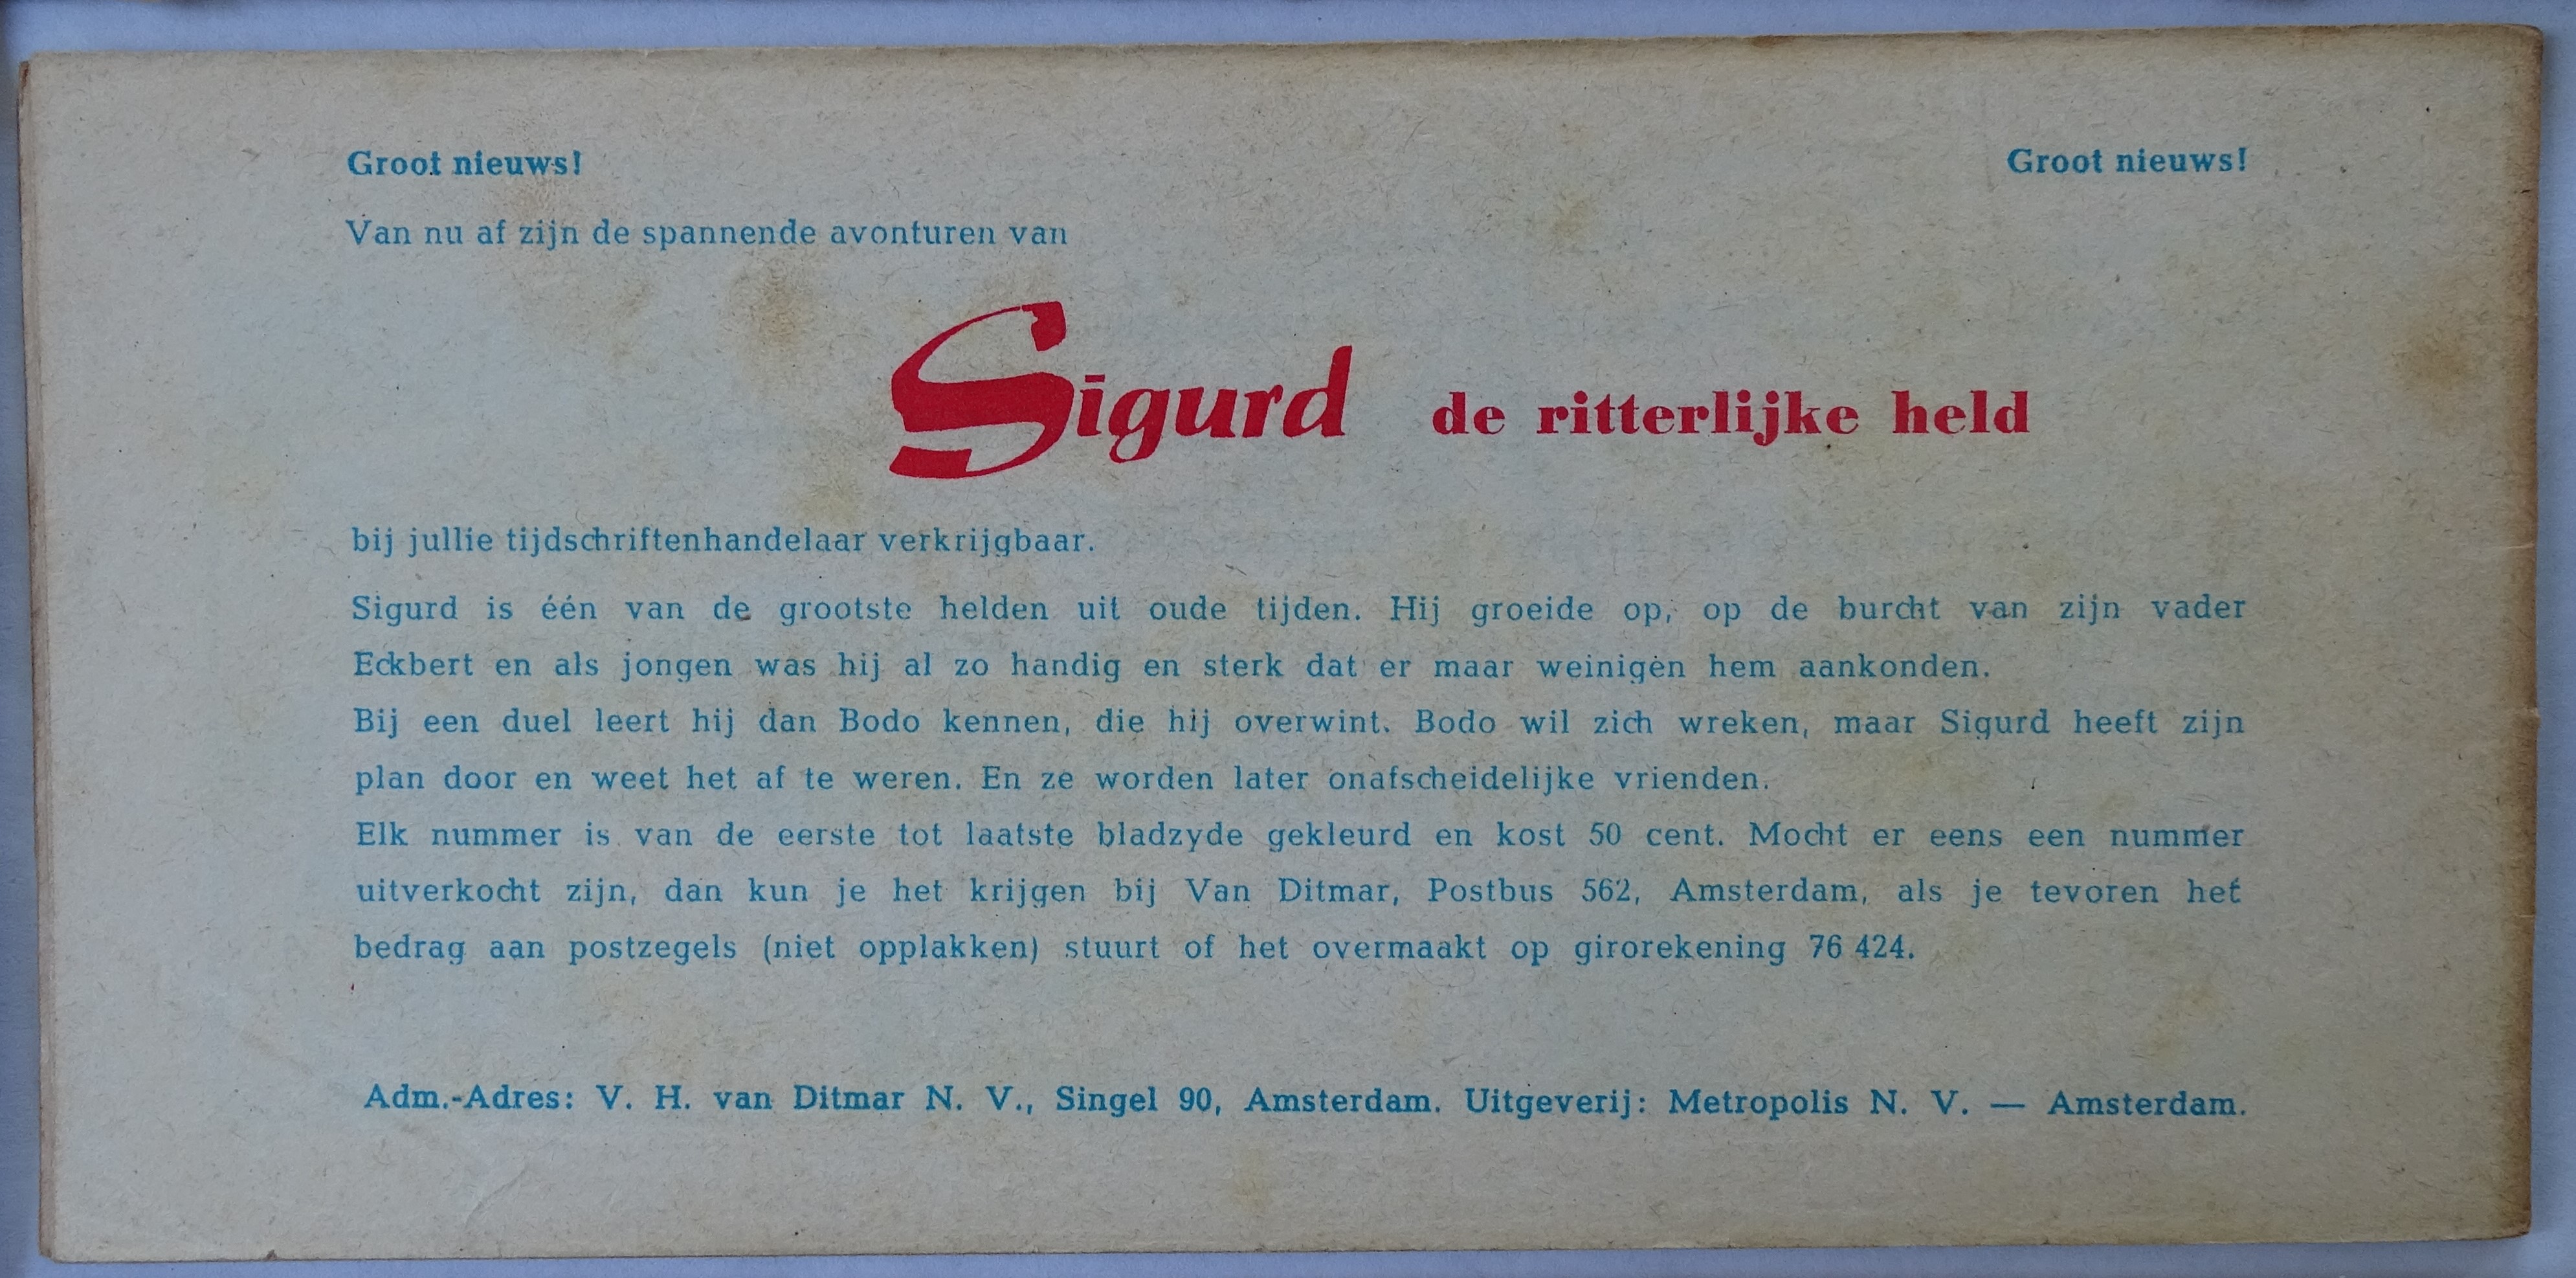 Groot nieuws! Groot nieuws!
Van nu af zijn de spannende avonturen van
Sigurd de ritterlijke held
bij jullie tijdschriftenhandelaar verkrijgbaar.
Sigurd is één van de grootste helden uit oude tijden. Hij groeide op, op de burcht van zijn vader
Eckbert en als jongen was hij al zo handig en sterk dat er maar weinigen hem aankonden.
Bij een duel leert hij dan Bodo kennen, die hij overwint. Bodo wil zich wreken, maar Sigurd heeft zijn
plan door en weet het af te weren. En ze worden later onafscheidelijke vrienden.
Elk nummer is van de eerste tot laatste bladzyde gekleurd en kost 50 cent. Mocht er eens een nummer
uitverkocht zijn, dan kun je het krijgen bij Van Ditmar, Postbus 562, Amsterdam, als je tevoren het
bedrag aan postzegels (niet opplakken) stuurt of het overmaakt op girorekening 76 424.
Adm.-Adres: V. H. van Ditmar N. V., Singel 90, Amsterdam. Uitgeverij: Metropolis N. V. — Amsterdam.